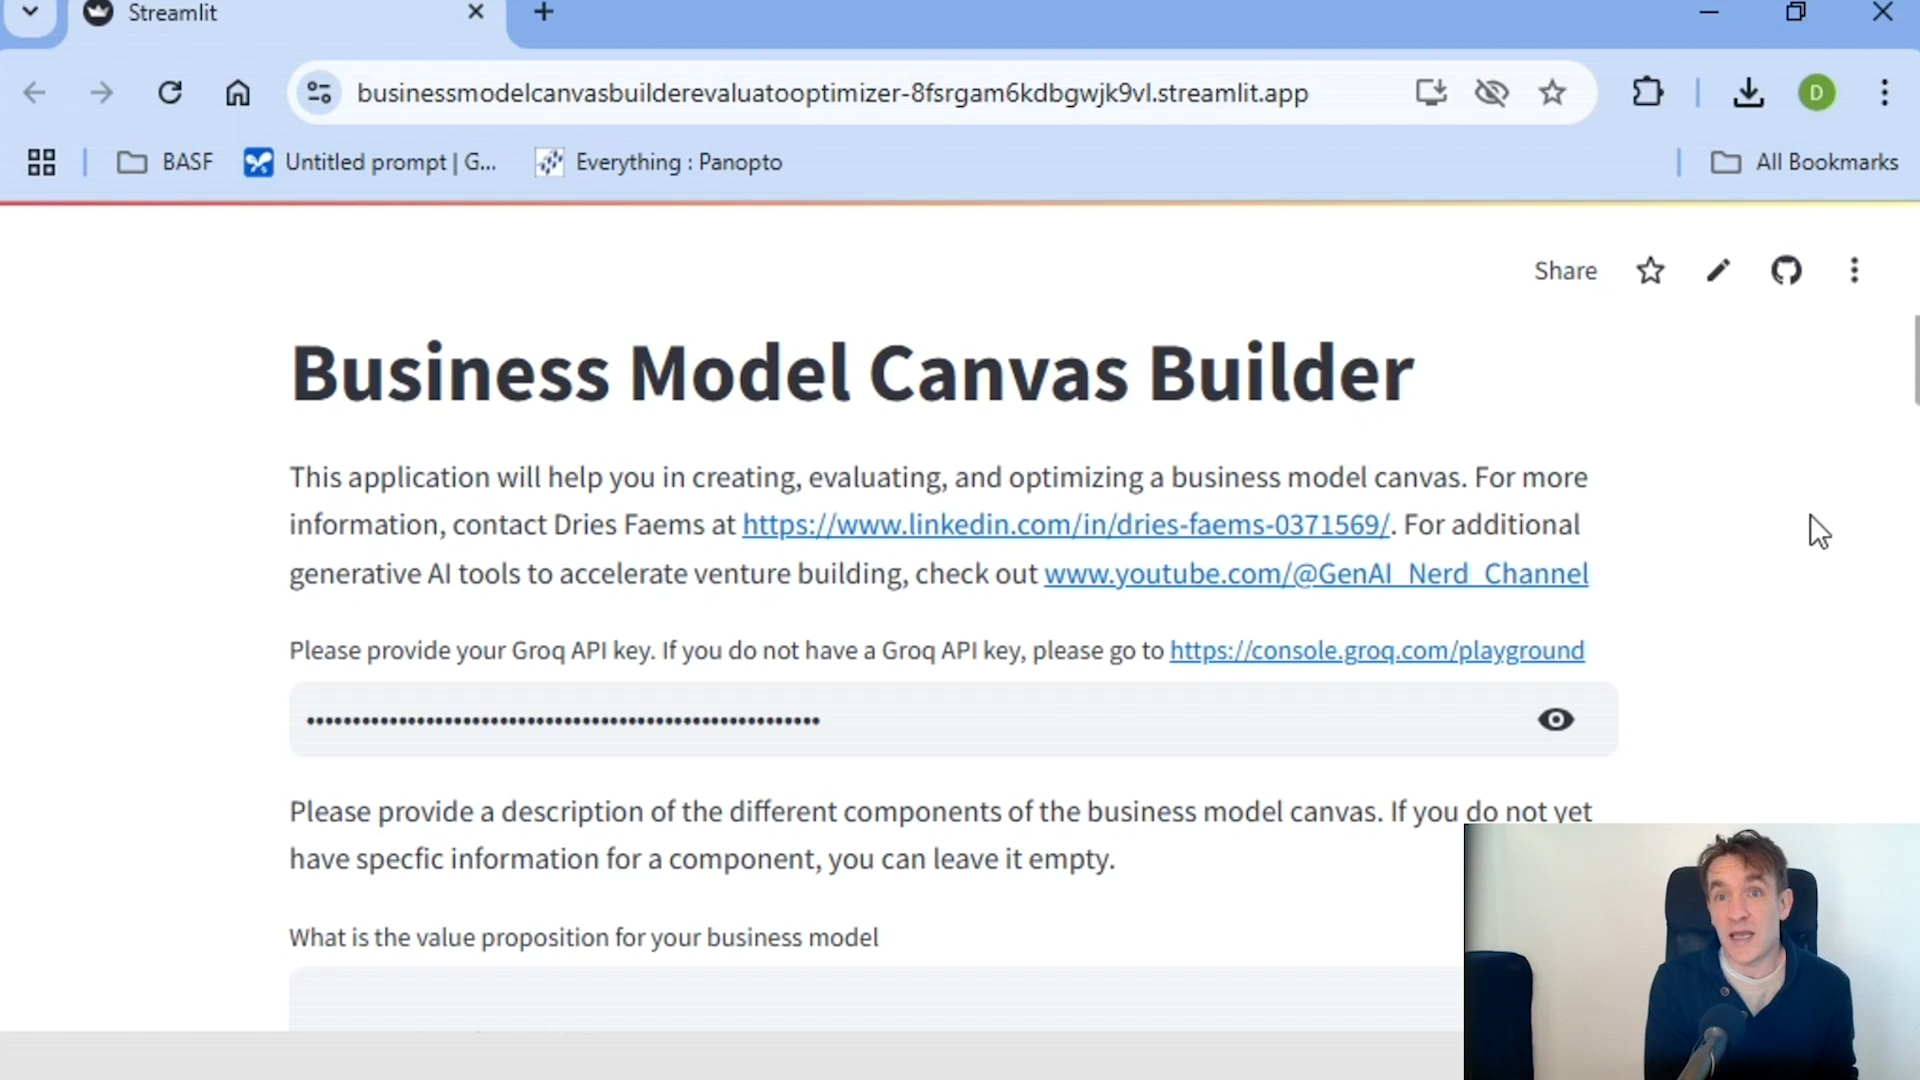 Streamlit
businessmodelcanvasbuilderevaluatooptimizer-8fsrgam6kdbgwjk9vl.streamlit.app
D
BASF
Untitled prompt | G...
Everything : Panopto
All Bookmarks
Share
Business Model Canvas Builder
This application will help you in creating, evaluating, and optimizing a business model canvas. For more
information, contact Dries Faems at https://www.linkedin.com/in/dries-faems-0371569/. For additional
generative AI tools to accelerate venture building, check out www.youtube.com/@GenAI_Nerd_Channel
Please provide your Groq API key. If you do not have a Groq API key, please go to https://console.groq.com/playground
Please provide a description of the different components of the business model canvas. If you do not yet
have specfic information for a component, you can leave it empty.
What is the value proposition for your business model